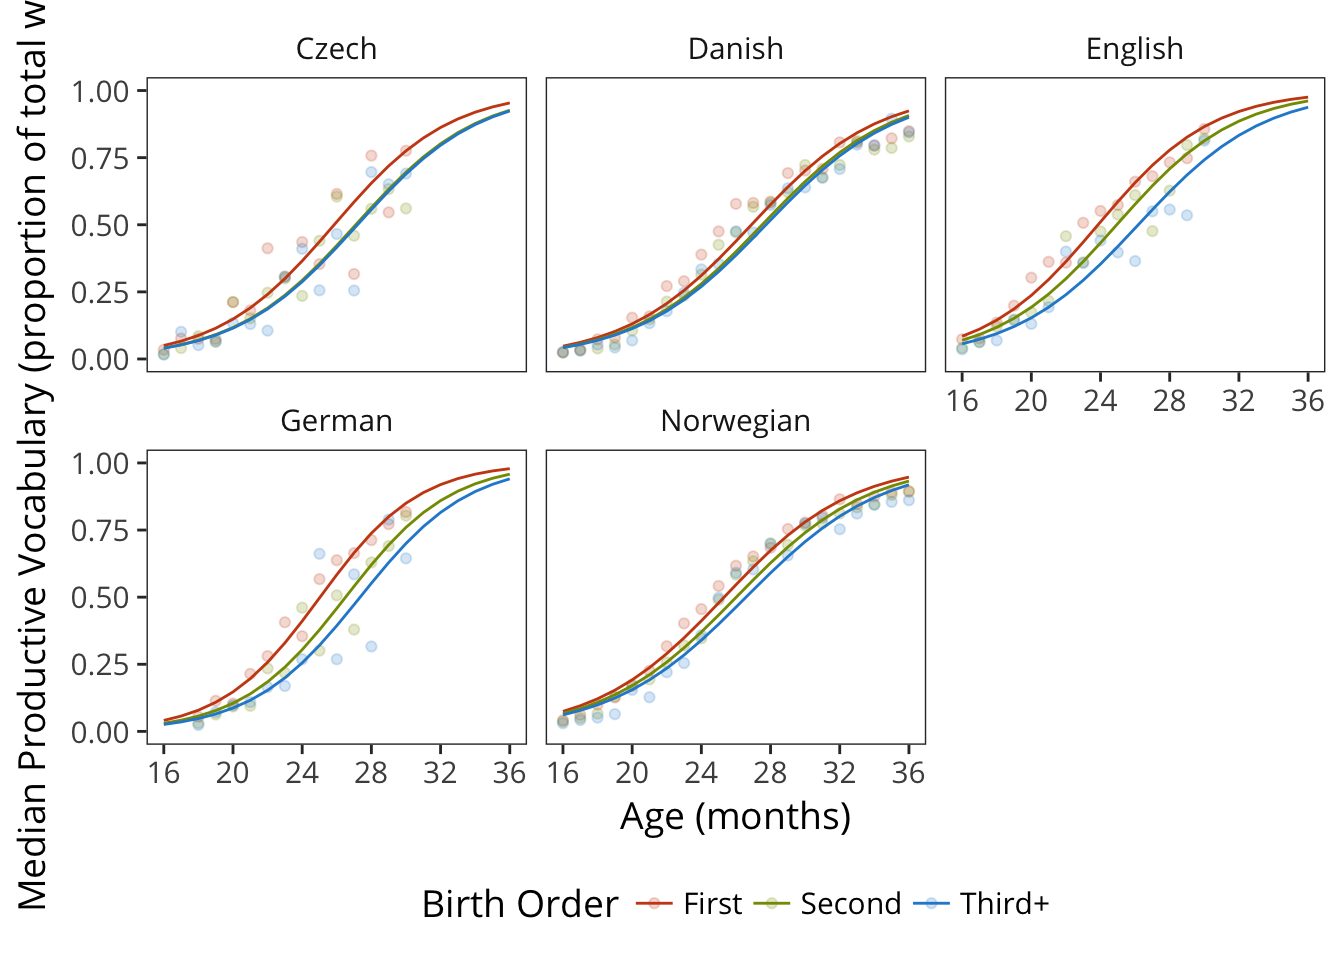 Median Productive Vocabulary (proportion of total w
Czech
Danish
English
1.00
0.75
0.50
0.25
0.00
16 20 24 28 32 36
German
Norwegian
1.00
0.75
0.50
0.25
0.00
16 20 24 28 32 36
16 20 24 28 32 36
Age (months)
Birth Order First Second Third+